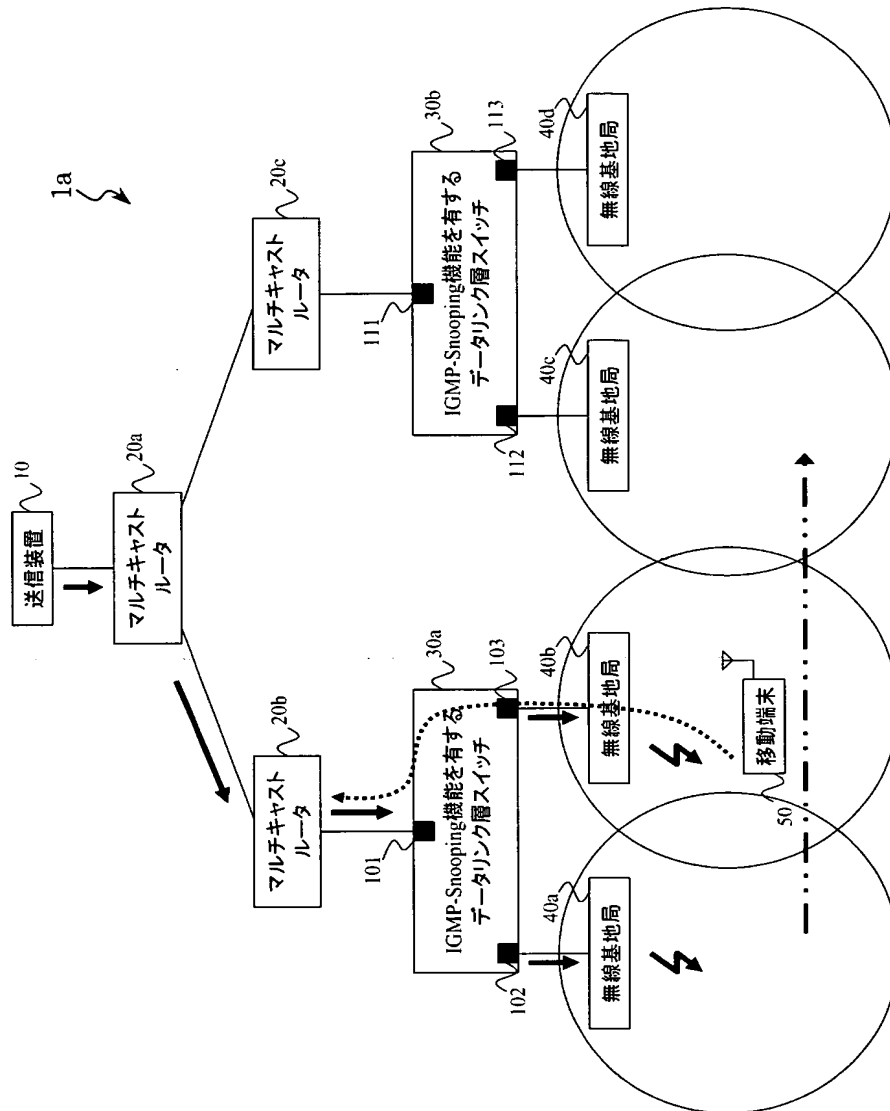 1a
10
送信装置
20a
マルチキャスト
ルータ
20b
マルチキャスト
ルータ
20c
マルチキャスト
ルータ
101
30a
IGMP-Snooping機能を有する
データリンク層スイッチ
102
103
111
30b
IGMP-Snooping機能を有する
データリンク層スイッチ
112
113
40a
無線基地局
40b
無線基地局
40c
無線基地局
40d
無線基地局
移動端末
50